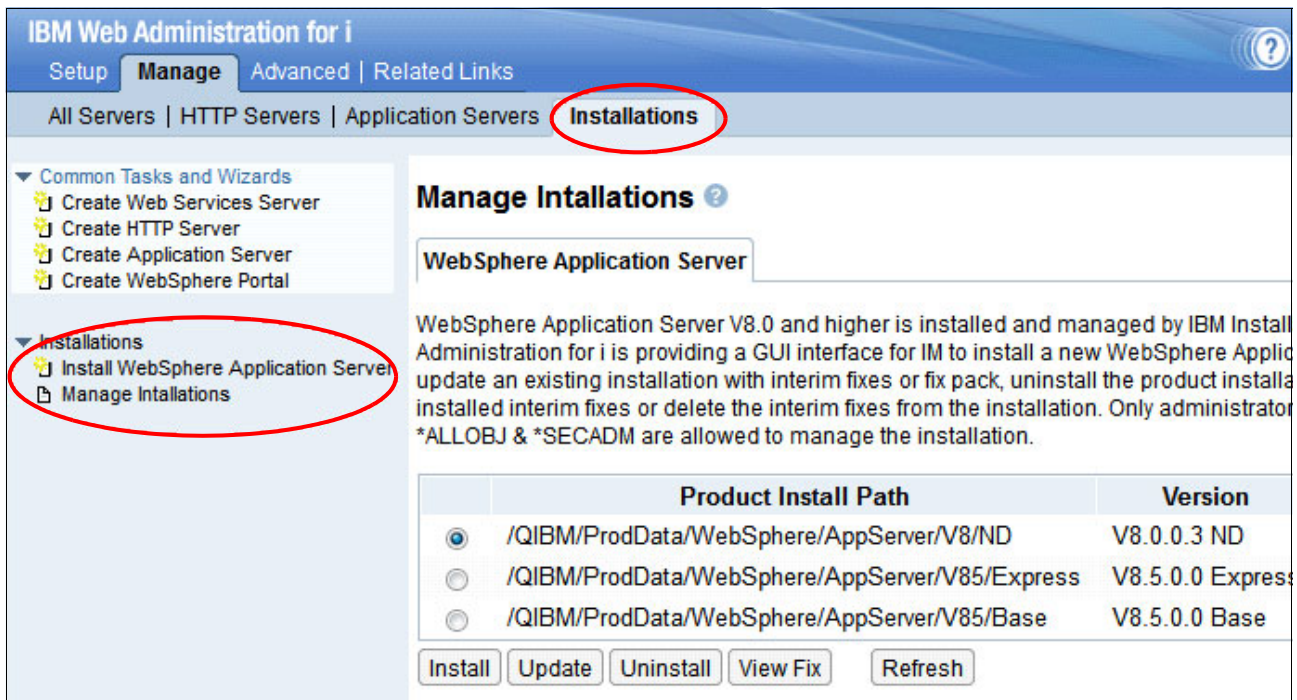 IBM Web Administration for i
?
Setup Manage Advanced | Related Links
All Servers | HTTP Servers | Application Servers Installations
Common Tasks and Wizards
Create Web Services Server
Create HTTP Server
Create Application Server
Create WebSphere Portal
Installations
Install WebSphere Application Server
Manage Intallations
Manage Intallations ?
WebSphere Application Server
WebSphere Application Server V8.0 and higher is installed and managed by IBM Install
Administration for i is providing a GUI interface for IM to install a new WebSphere Applic
update an existing installation with interim fixes or fix pack, uninstall the product installa
installed interim fixes or delete the interim fixes from the installation. Only administrator
*ALLOBJ & *SECADM are allowed to manage the installation.
Product Install Path Version
/QIBM/ProdData/WebSphere/AppServer/V8/ND V8.0.0.3 ND
/QIBM/ProdData/WebSphere/AppServer/V85/Express V8.5.0.0 Express
/QIBM/ProdData/WebSphere/AppServer/V85/Base V8.5.0.0 Base
Install Update Uninstall View Fix Refresh